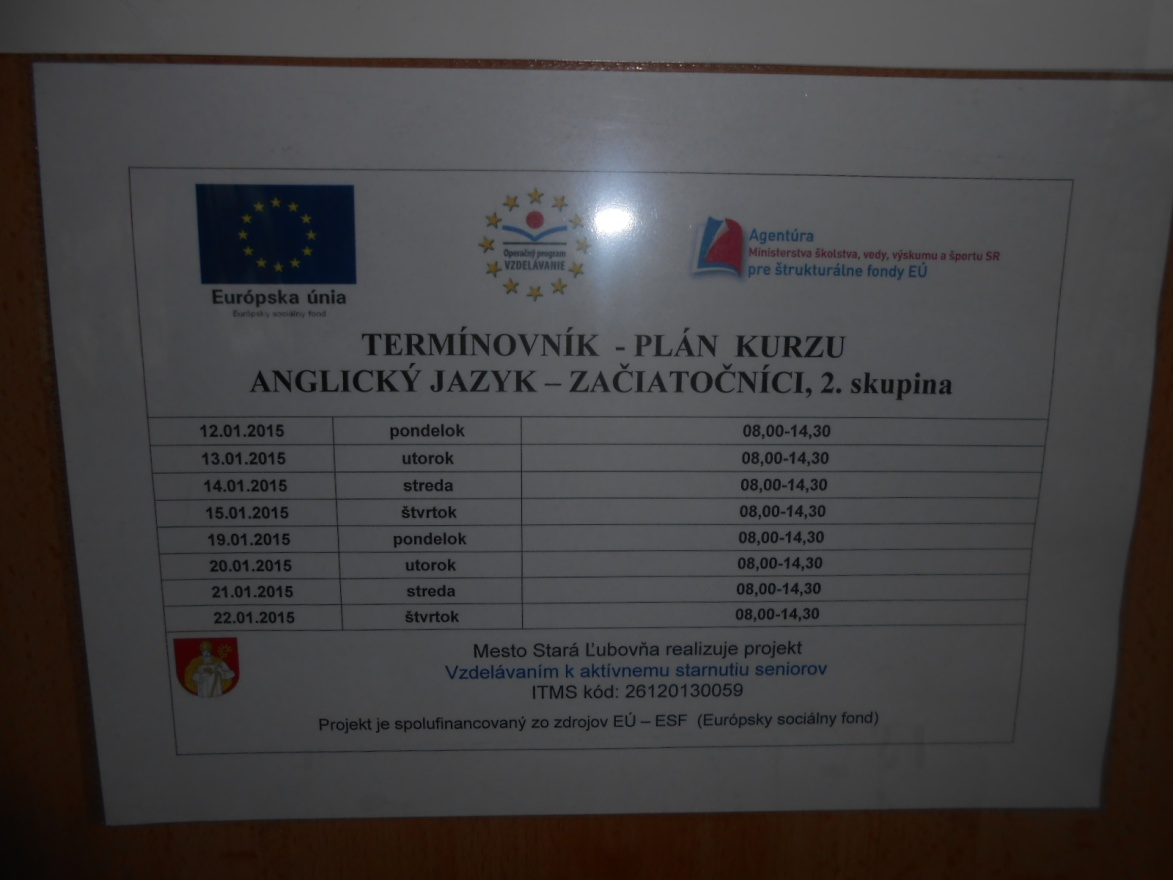 Európska únia
Európsky sociálny fond
Operačný program
VZDELÁVANIE
Agentúra
Ministerstva školstva, vedy, výskumu a športu SR
pre štrukturálne fondy EÚ
TERMÍNOVNÍK - PLÁN KURZU
ANGLICKÝ JAZYK – ZAČIATOČNÍCI, 2. skupina
12.01.2015 pondelok 08,00-14,30
13.01.2015 utorok 08,00-14,30
14.01.2015 streda 08,00-14,30
15.01.2015 štvrtok 08,00-14,30
19.01.2015 pondelok 08,00-14,30
20.01.2015 utorok 08,00-14,30
21.01.2015 streda 08,00-14,30
22.01.2015 štvrtok 08,00-14,30
Mesto Stará Ľubovňa realizuje projekt
Vzdelávaním k aktívnemu starnutiu seniorov
ITMS kód: 26120130059
Projekt je spolufinancovaný zo zdrojov EÚ – ESF (Európsky sociálny fond)